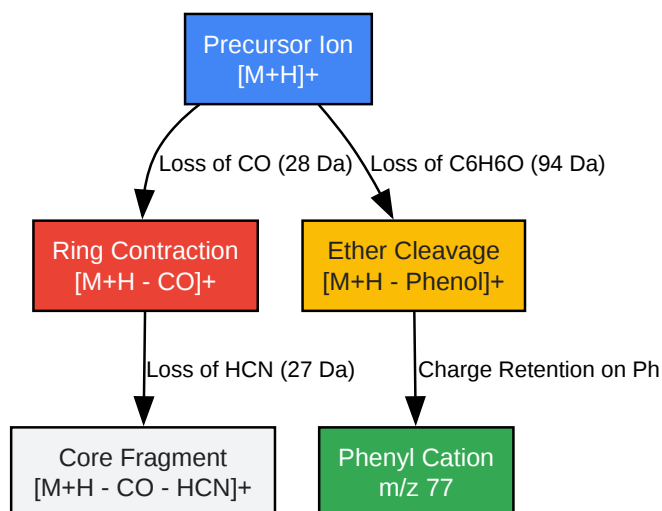 Precursor Ion
[M+H]+
Loss of CO (28 Da)
Loss of C6H6O (94 Da)
Ring Contraction
[M+H - CO]+
Ether Cleavage
[M+H - Phenol]+
Loss of HCN (27 Da)
Charge Retention on Ph
Core Fragment
[M+H - CO - HCN]+
Phenyl Cation
m/z 77